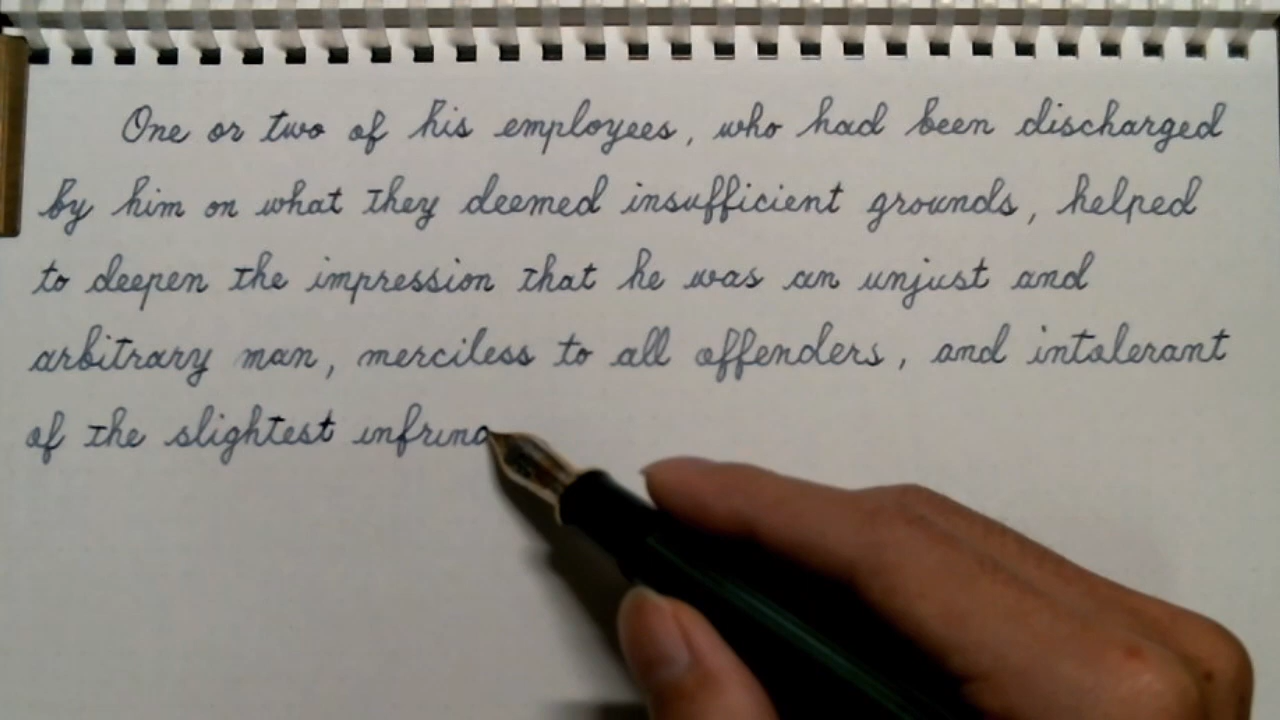 One or two of his employees, who had been discharged
by him on what they deemed insufficient grounds, helped
to deepen the impression that he was an unjust and
arbitrary man, merciless to all offenders, and intolerant
of the slightest infring